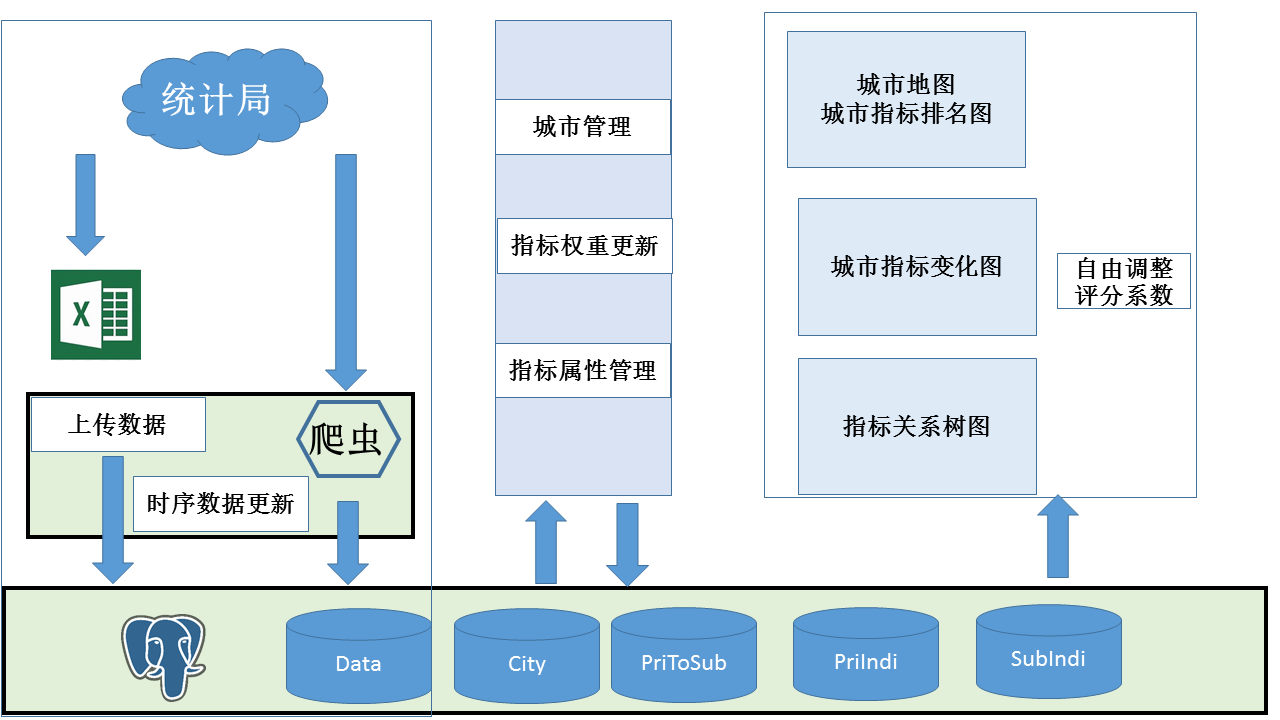 统计局
X
上传数据
爬虫
时序数据更新
城市管理
指标权重更新
指标属性管理
城市地图
城市指标排名图
城市指标变化图
自由调整
评分系数
指标关系树图
Data
City
PriToSub
PriIndi
SubIndi